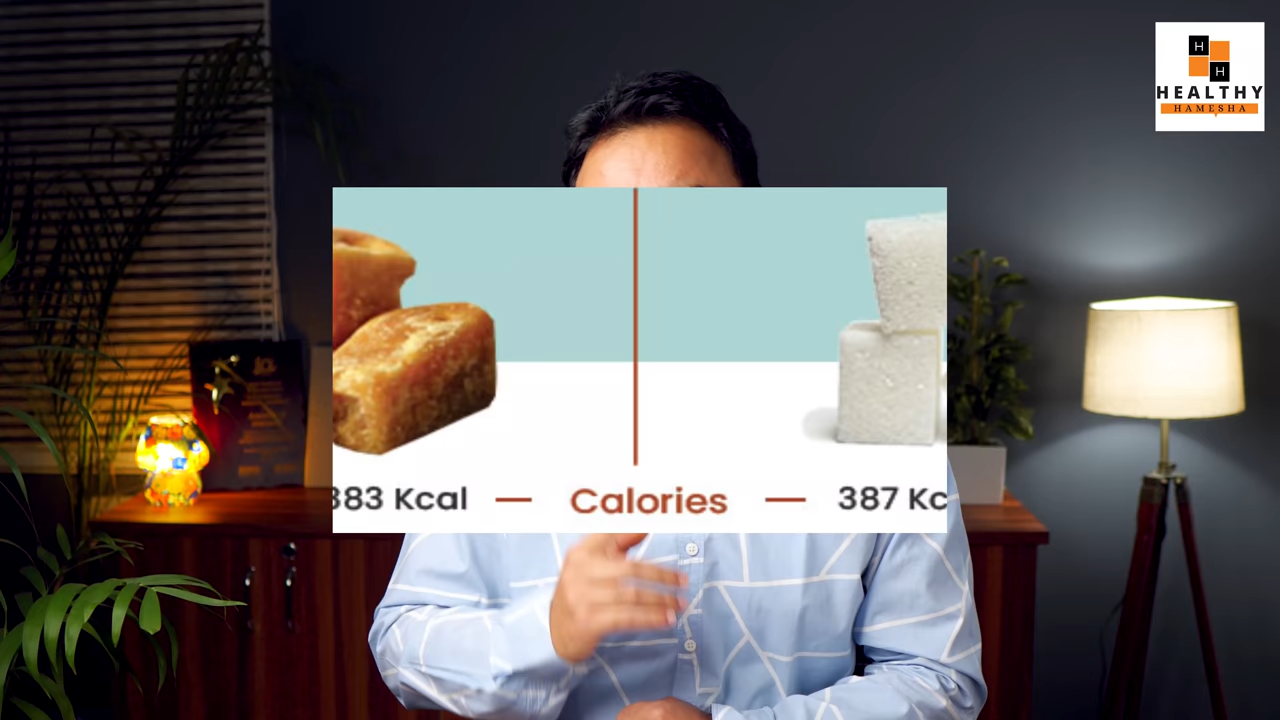 H
H
HEALTHY
HAMESHA
383 Kcal — Calories — 387 Kc